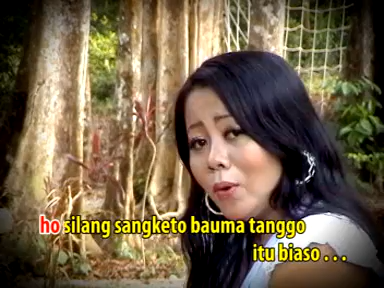 ho silang sangketo bauma tanggo
itu biaso . . .